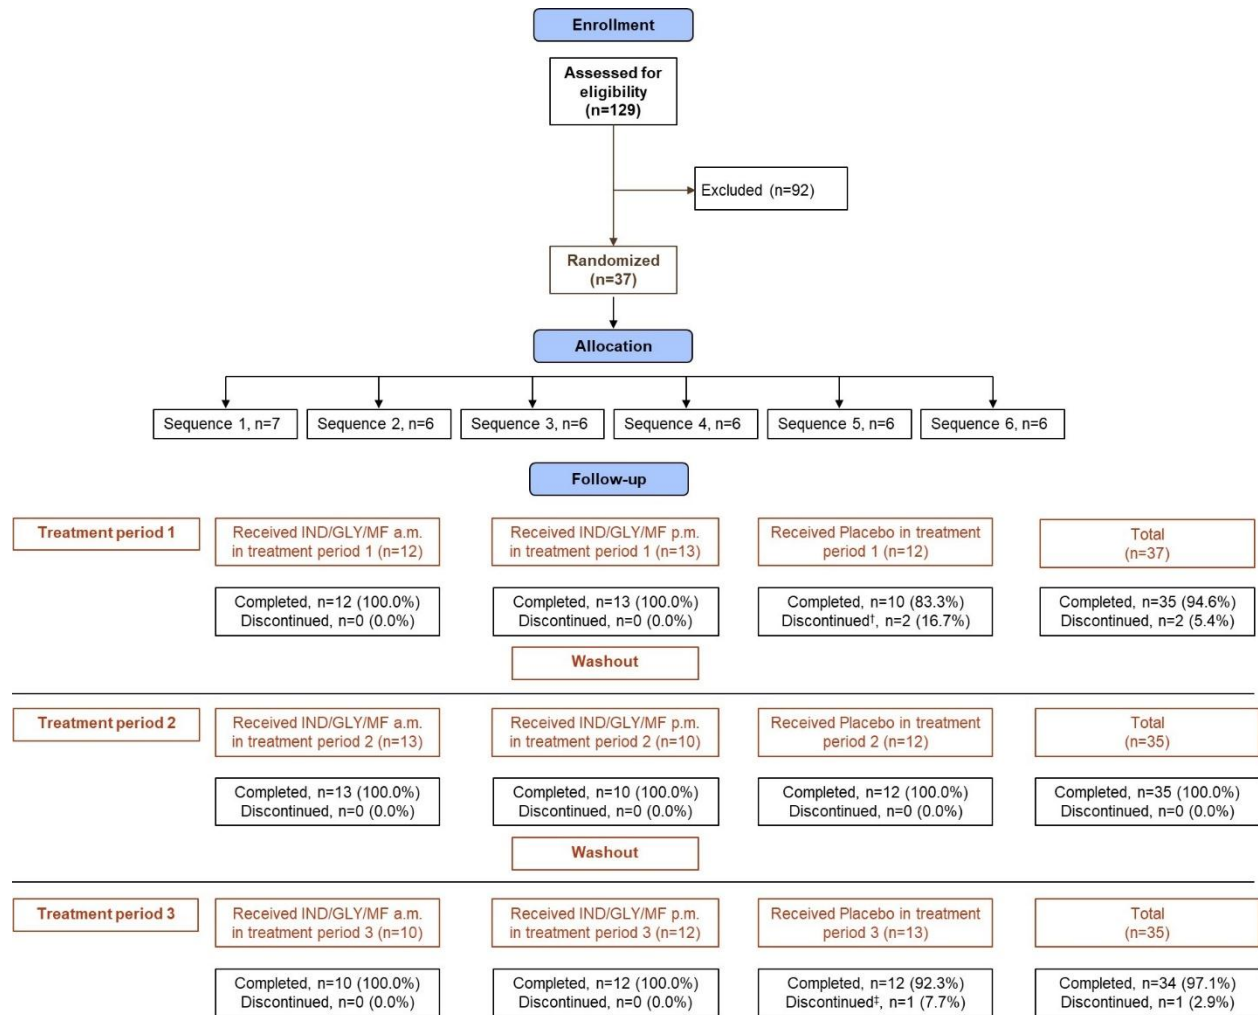 Enrollment
Assessed for
eligibility
(n=129)
Excluded (n=92)
Randomized
(n=37)
Allocation
Sequence 1, n=7
Sequence 2, n=6
Sequence 3, n=6
Sequence 4, n=6
Sequence 5, n=6
Sequence 6, n=6
Follow-up
Treatment period 1
Received IND/GLY/MF a.m.
in treatment period 1 (n=12)
Received IND/GLY/MF p.m.
in treatment period 1 (n=13)
Received Placebo in treatment
period 1 (n=12)
Total
(n=37)
Completed, n=12 (100.0%)
Discontinued, n=0 (0.0%)
Completed, n=13 (100.0%)
Discontinued, n=0 (0.0%)
Completed, n=10 (83.3%)
Discontinued†, n=2 (16.7%)
Completed, n=35 (94.6%)
Discontinued, n=2 (5.4%)
Washout
Treatment period 2
Received IND/GLY/MF a.m.
in treatment period 2 (n=13)
Received IND/GLY/MF p.m.
in treatment period 2 (n=10)
Received Placebo in treatment
period 2 (n=12)
Total
(n=35)
Completed, n=13 (100.0%)
Discontinued, n=0 (0.0%)
Completed, n=10 (100.0%)
Discontinued, n=0 (0.0%)
Completed, n=12 (100.0%)
Discontinued, n=0 (0.0%)
Completed, n=35 (100.0%)
Discontinued, n=0 (0.0%)
Washout
Treatment period 3
Received IND/GLY/MF a.m.
in treatment period 3 (n=10)
Received IND/GLY/MF p.m.
in treatment period 3 (n=12)
Received Placebo in treatment
period 3 (n=13)
Total
(n=35)
Completed, n=10 (100.0%)
Discontinued, n=0 (0.0%)
Completed, n=12 (100.0%)
Discontinued, n=0 (0.0%)
Completed, n=12 (92.3%)
Discontinued‡, n=1 (7.7%)
Completed, n=34 (97.1%)
Discontinued, n=1 (2.9%)